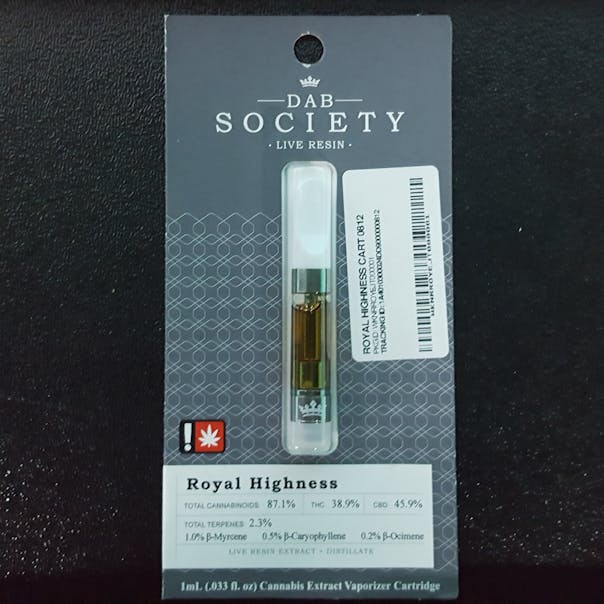 DAB
SOCIETY
· LIVE RESIN ·
ROYAL HIGHNESS CART 0612
!
Royal Highness
TOTAL CANNABINOIDS 87.1% THC 38.9% CBD 45.9%
TOTAL TERPENES 2.3%
1.0% β-Myrcene 0.5% β-Caryophyllene 0.2% β-Ocimene
LIVE RESIN EXTRACT + DISTILLATE
1mL (.033 fl. oz) Cannabis Extract Vaporizer Cartridge